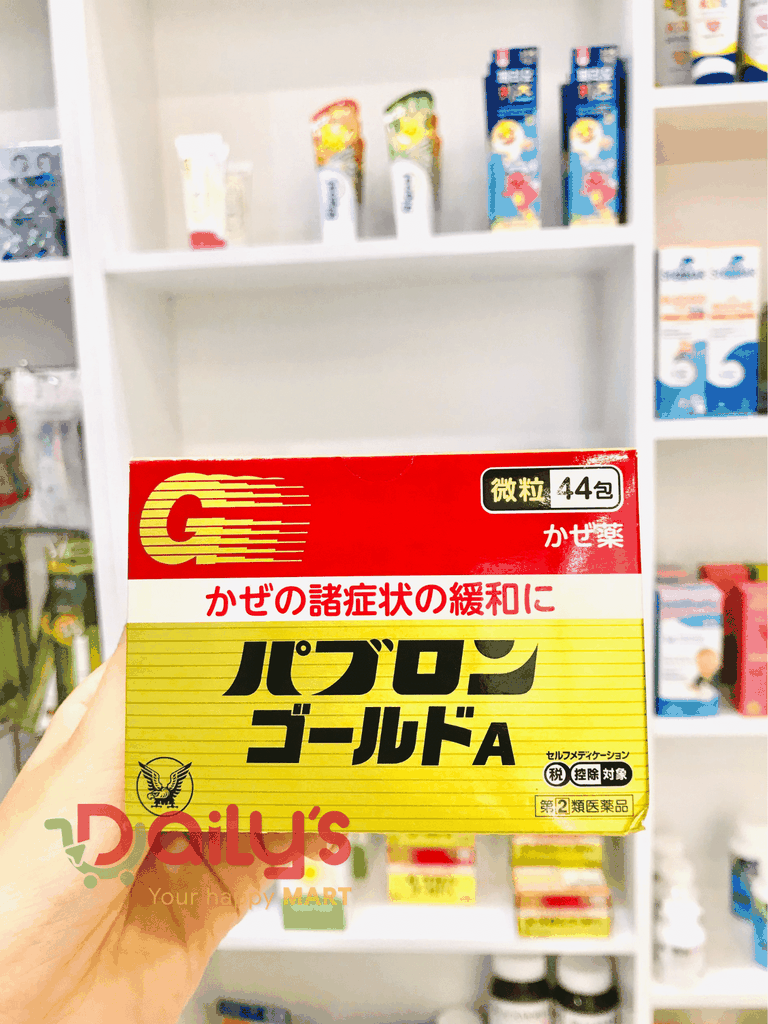 G
微粒 44包
かぜ薬
かぜの諸症状の緩和に
パブロン
ゴールドA
セルフメディケーション
税 控除 対象
第②類医薬品
Daily's
Your happy MART